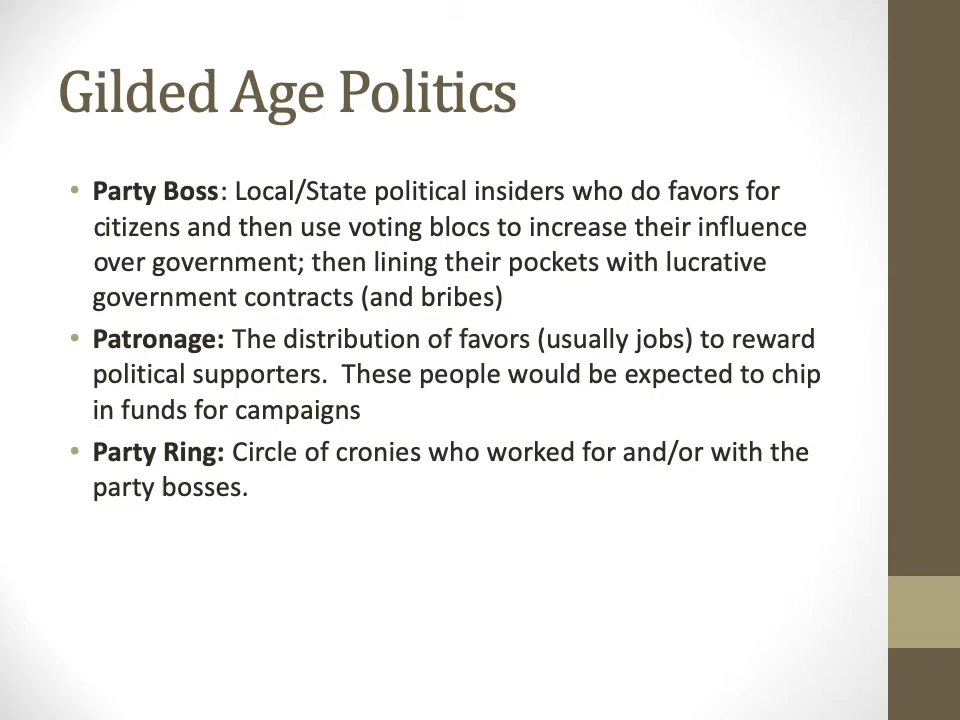 Gilded Age Politics
• Party Boss: Local/State political insiders who do favors for
citizens and then use voting blocs to increase their influence
over government; then lining their pockets with lucrative
government contracts (and bribes)
• Patronage: The distribution of favors (usually jobs) to reward
political supporters.  These people would be expected to chip
in funds for campaigns
• Party Ring: Circle of cronies who worked for and/or with the
party bosses.